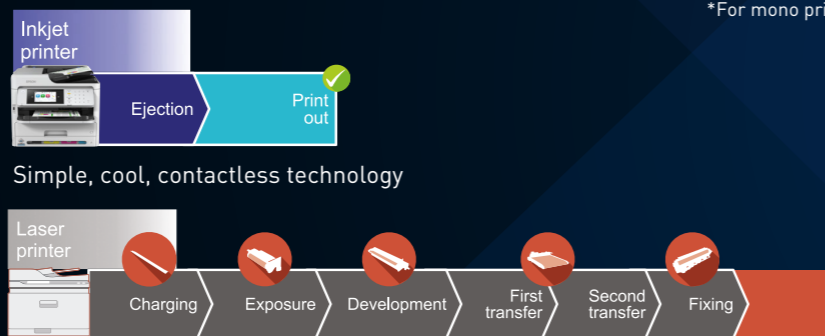 *For mono pri
Inkjet
printer
Ejection
Print
out
Simple, cool, contactless technology
Laser
printer
Charging
Exposure
Development
First
transfer
Second
transfer
Fixing